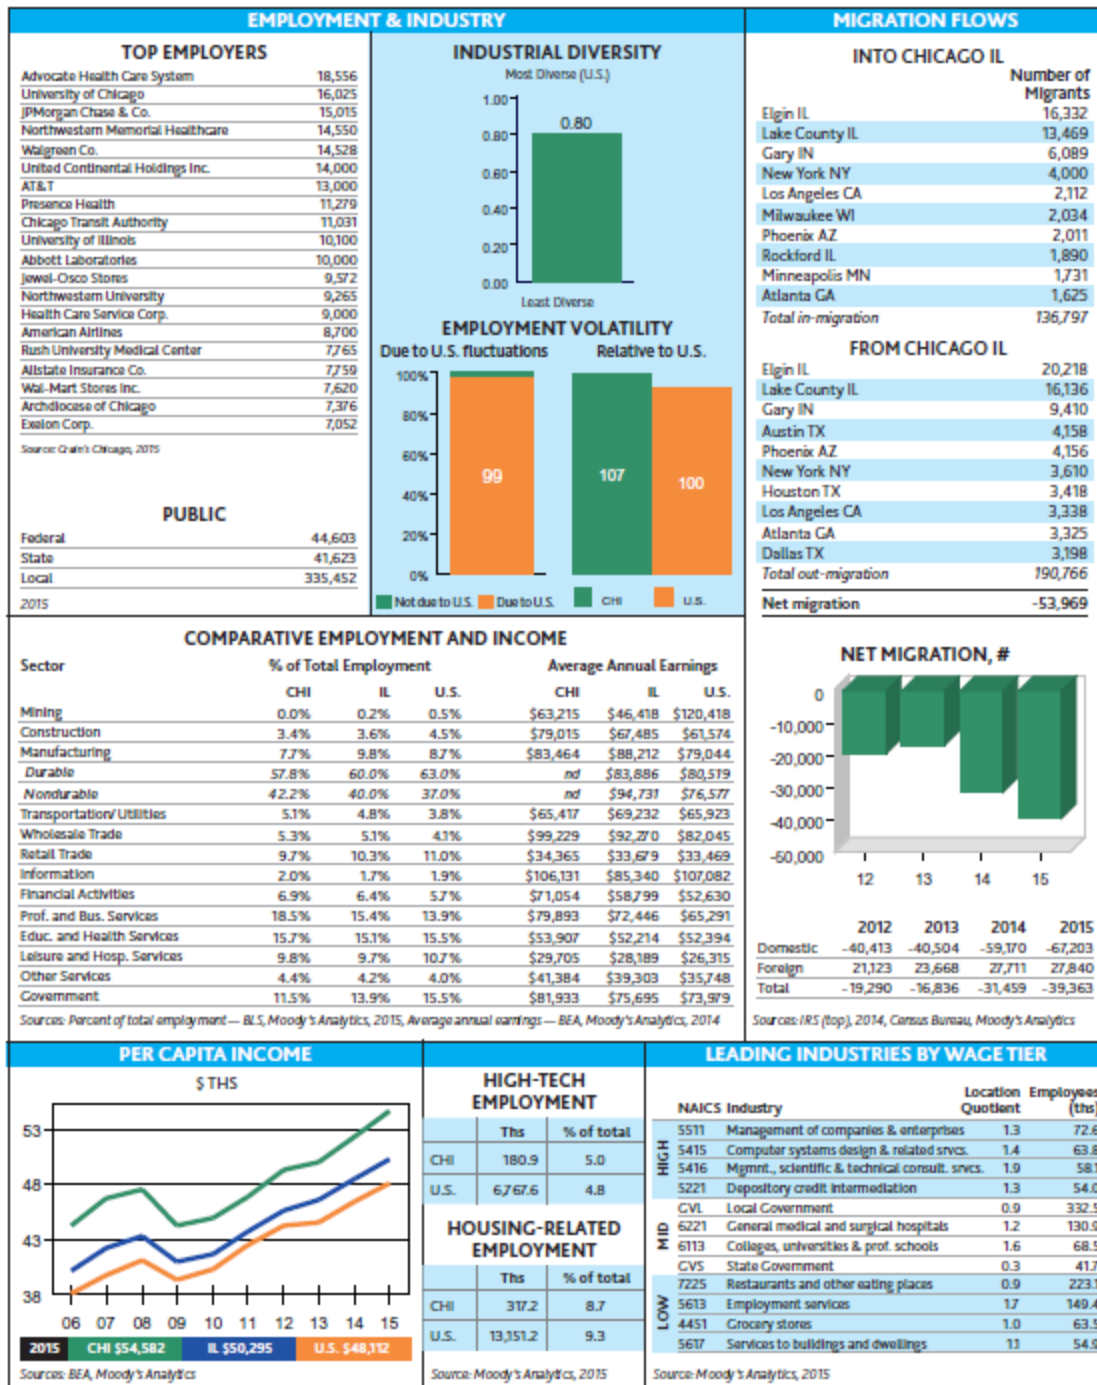 EMPLOYMENT & INDUSTRY
TOP EMPLOYERS
Advocate Health Care System 18,556
University of Chicago 16,025
JPMorgan Chase & Co. 15,015
Northwestern Memorial Healthcare 14,550
Walgreen Co. 14,528
United Continental Holdings Inc. 14,000
AT&T 13,000
Presence Health 11,279
Chicago Transit Authority 11,031
University of Illinois 10,100
Abbott Laboratories 10,000
Jewel-Osco Stores 9,572
Northwestern University 9,265
Health Care Service Corp. 9,000
American Airlines 8,700
Rush University Medical Center 7,765
Allstate Insurance Co. 7,759
Wal-Mart Stores Inc. 7,620
Archdiocese of Chicago 7,376
Exelon Corp. 7,052
Source: Crain's Chicago, 2015
PUBLIC
Federal 44,603
State 41,623
Local 335,452
2015
INDUSTRIAL DIVERSITY
Most Diverse (U.S.)
1.00
0.80
0.60
0.40
0.20
0.00
0.80
Least Diverse
EMPLOYMENT VOLATILITY
Due to U.S. fluctuations Relative to U.S.
100%
80%
60%
40%
20%
0%
99
107
100
Not due to U.S. Due to U.S. CHI U.S.
MIGRATION FLOWS
INTO CHICAGO IL
Number of
Migrants
Elgin IL 16,332
Lake County IL 13,469
Gary IN 6,089
New York NY 4,000
Los Angeles CA 2,112
Milwaukee WI 2,034
Phoenix AZ 2,011
Rockford IL 1,890
Minneapolis MN 1,731
Atlanta GA 1,625
Total in-migration 136,797
FROM CHICAGO IL
Elgin IL 20,218
Lake County IL 16,136
Gary IN 9,410
Austin TX 4,158
Phoenix AZ 4,156
New York NY 3,610
Houston TX 3,418
Los Angeles CA 3,338
Atlanta GA 3,325
Dallas TX 3,198
Total out-migration 190,766
Net migration -53,969
COMPARATIVE EMPLOYMENT AND INCOME
Sector % of Total Employment Average Annual Earnings
CHI IL U.S. CHI IL U.S.
Mining 0.0% 0.2% 0.5% $63,215 $46,418 $120,418
Construction 3.4% 3.6% 4.5% $79,015 $67,485 $61,574
Manufacturing 7.7% 9.8% 8.7% $83,464 $88,212 $79,044
Durable 57.8% 60.0% 63.0% nd $83,886 $80,519
Nondurable 42.2% 40.0% 37.0% nd $94,731 $76,577
Transportation/Utilities 5.1% 4.8% 3.8% $65,417 $69,232 $65,923
Wholesale Trade 5.3% 5.1% 4.1% $99,229 $92,270 $82,045
Retail Trade 9.7% 10.3% 11.0% $34,365 $33,679 $33,469
Information 2.0% 1.7% 1.9% $106,131 $85,340 $107,082
Financial Activities 6.9% 6.4% 5.7% $71,054 $58,799 $52,630
Prof. and Bus. Services 18.5% 15.4% 13.9% $79,893 $72,446 $65,291
Educ. and Health Services 15.7% 15.1% 15.5% $53,907 $52,214 $52,394
Leisure and Hosp. Services 9.8% 9.7% 10.7% $29,705 $28,189 $26,315
Other Services 4.4% 4.2% 4.0% $41,384 $39,303 $35,748
Government 11.5% 13.9% 15.5% $81,933 $75,695 $73,979
Sources: Percent of total employment — BLS, Moody's Analytics, 2015, Average annual earnings — BEA, Moody's Analytics, 2014
NET MIGRATION, #
0
-10,000
-20,000
-30,000
-40,000
-50,000
12 13 14 15
2012 2013 2014 2015
Domestic -40,413 -40,504 -59,170 -67,203
Foreign 21,123 23,668 27,711 27,840
Total -19,290 -16,836 -31,459 -39,363
Sources: IRS (top), 2014, Census Bureau, Moody's Analytics
PER CAPITA INCOME
$ THS
53
48
43
38
06 07 08 09 10 11 12 13 14 15
2015 CHI $54,582 IL $50,295 U.S. $48,112
Sources: BEA, Moody's Analytics
HIGH-TECH
EMPLOYMENT
Ths % of total
CHI 180.9 5.0
U.S. 6,767.6 4.8
HOUSING-RELATED
EMPLOYMENT
Ths % of total
CHI 317.2 8.7
U.S. 13,151.2 9.3
Source: Moody's Analytics, 2015
LEADING INDUSTRIES BY WAGE TIER
Location Employees
NAICS Industry Quotient (ths)
HIGH
5511 Management of companies & enterprises 1.3 72.6
5415 Computer systems design & related srvcs. 1.4 63.8
5416 Mgmnt., scientific & technical consult. srvcs. 1.9 58.1
5221 Depository credit intermediation 1.3 54.0
MID
GVL Local Government 0.9 332.5
6221 General medical and surgical hospitals 1.2 130.9
6113 Colleges, universities & prof. schools 1.6 68.5
GVS State Government 0.3 41.7
LOW
7225 Restaurants and other eating places 0.9 223.1
5613 Employment services 1.7 149.4
4451 Grocery stores 1.0 63.5
5617 Services to buildings and dwellings 1.1 54.9
Source: Moody's Analytics, 2015